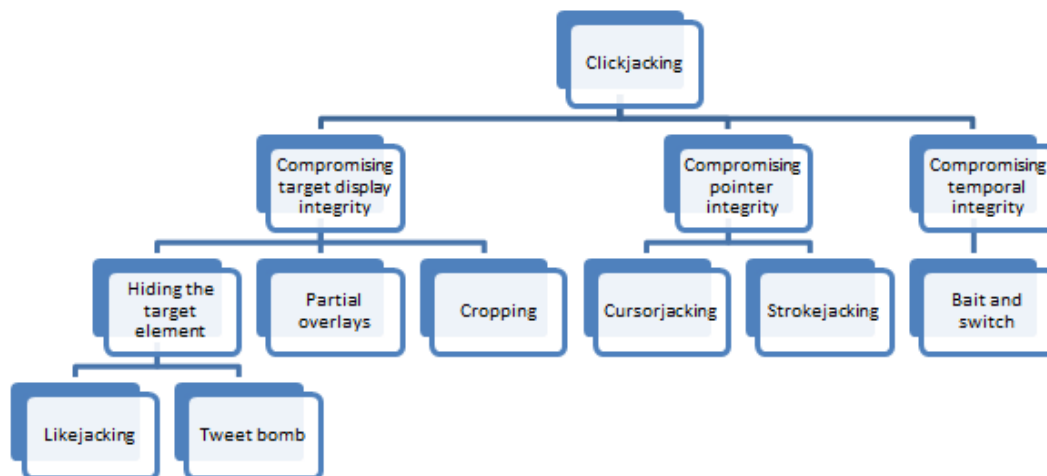 Clickjacking
Compromising
target display
integrity
Compromising
pointer
integrity
Compromising
temporal
integrity
Hiding the
target
element
Partial
overlays
Cropping
Cursorjacking
Strokejacking
Bait and
switch
Likejacking
Tweet bomb